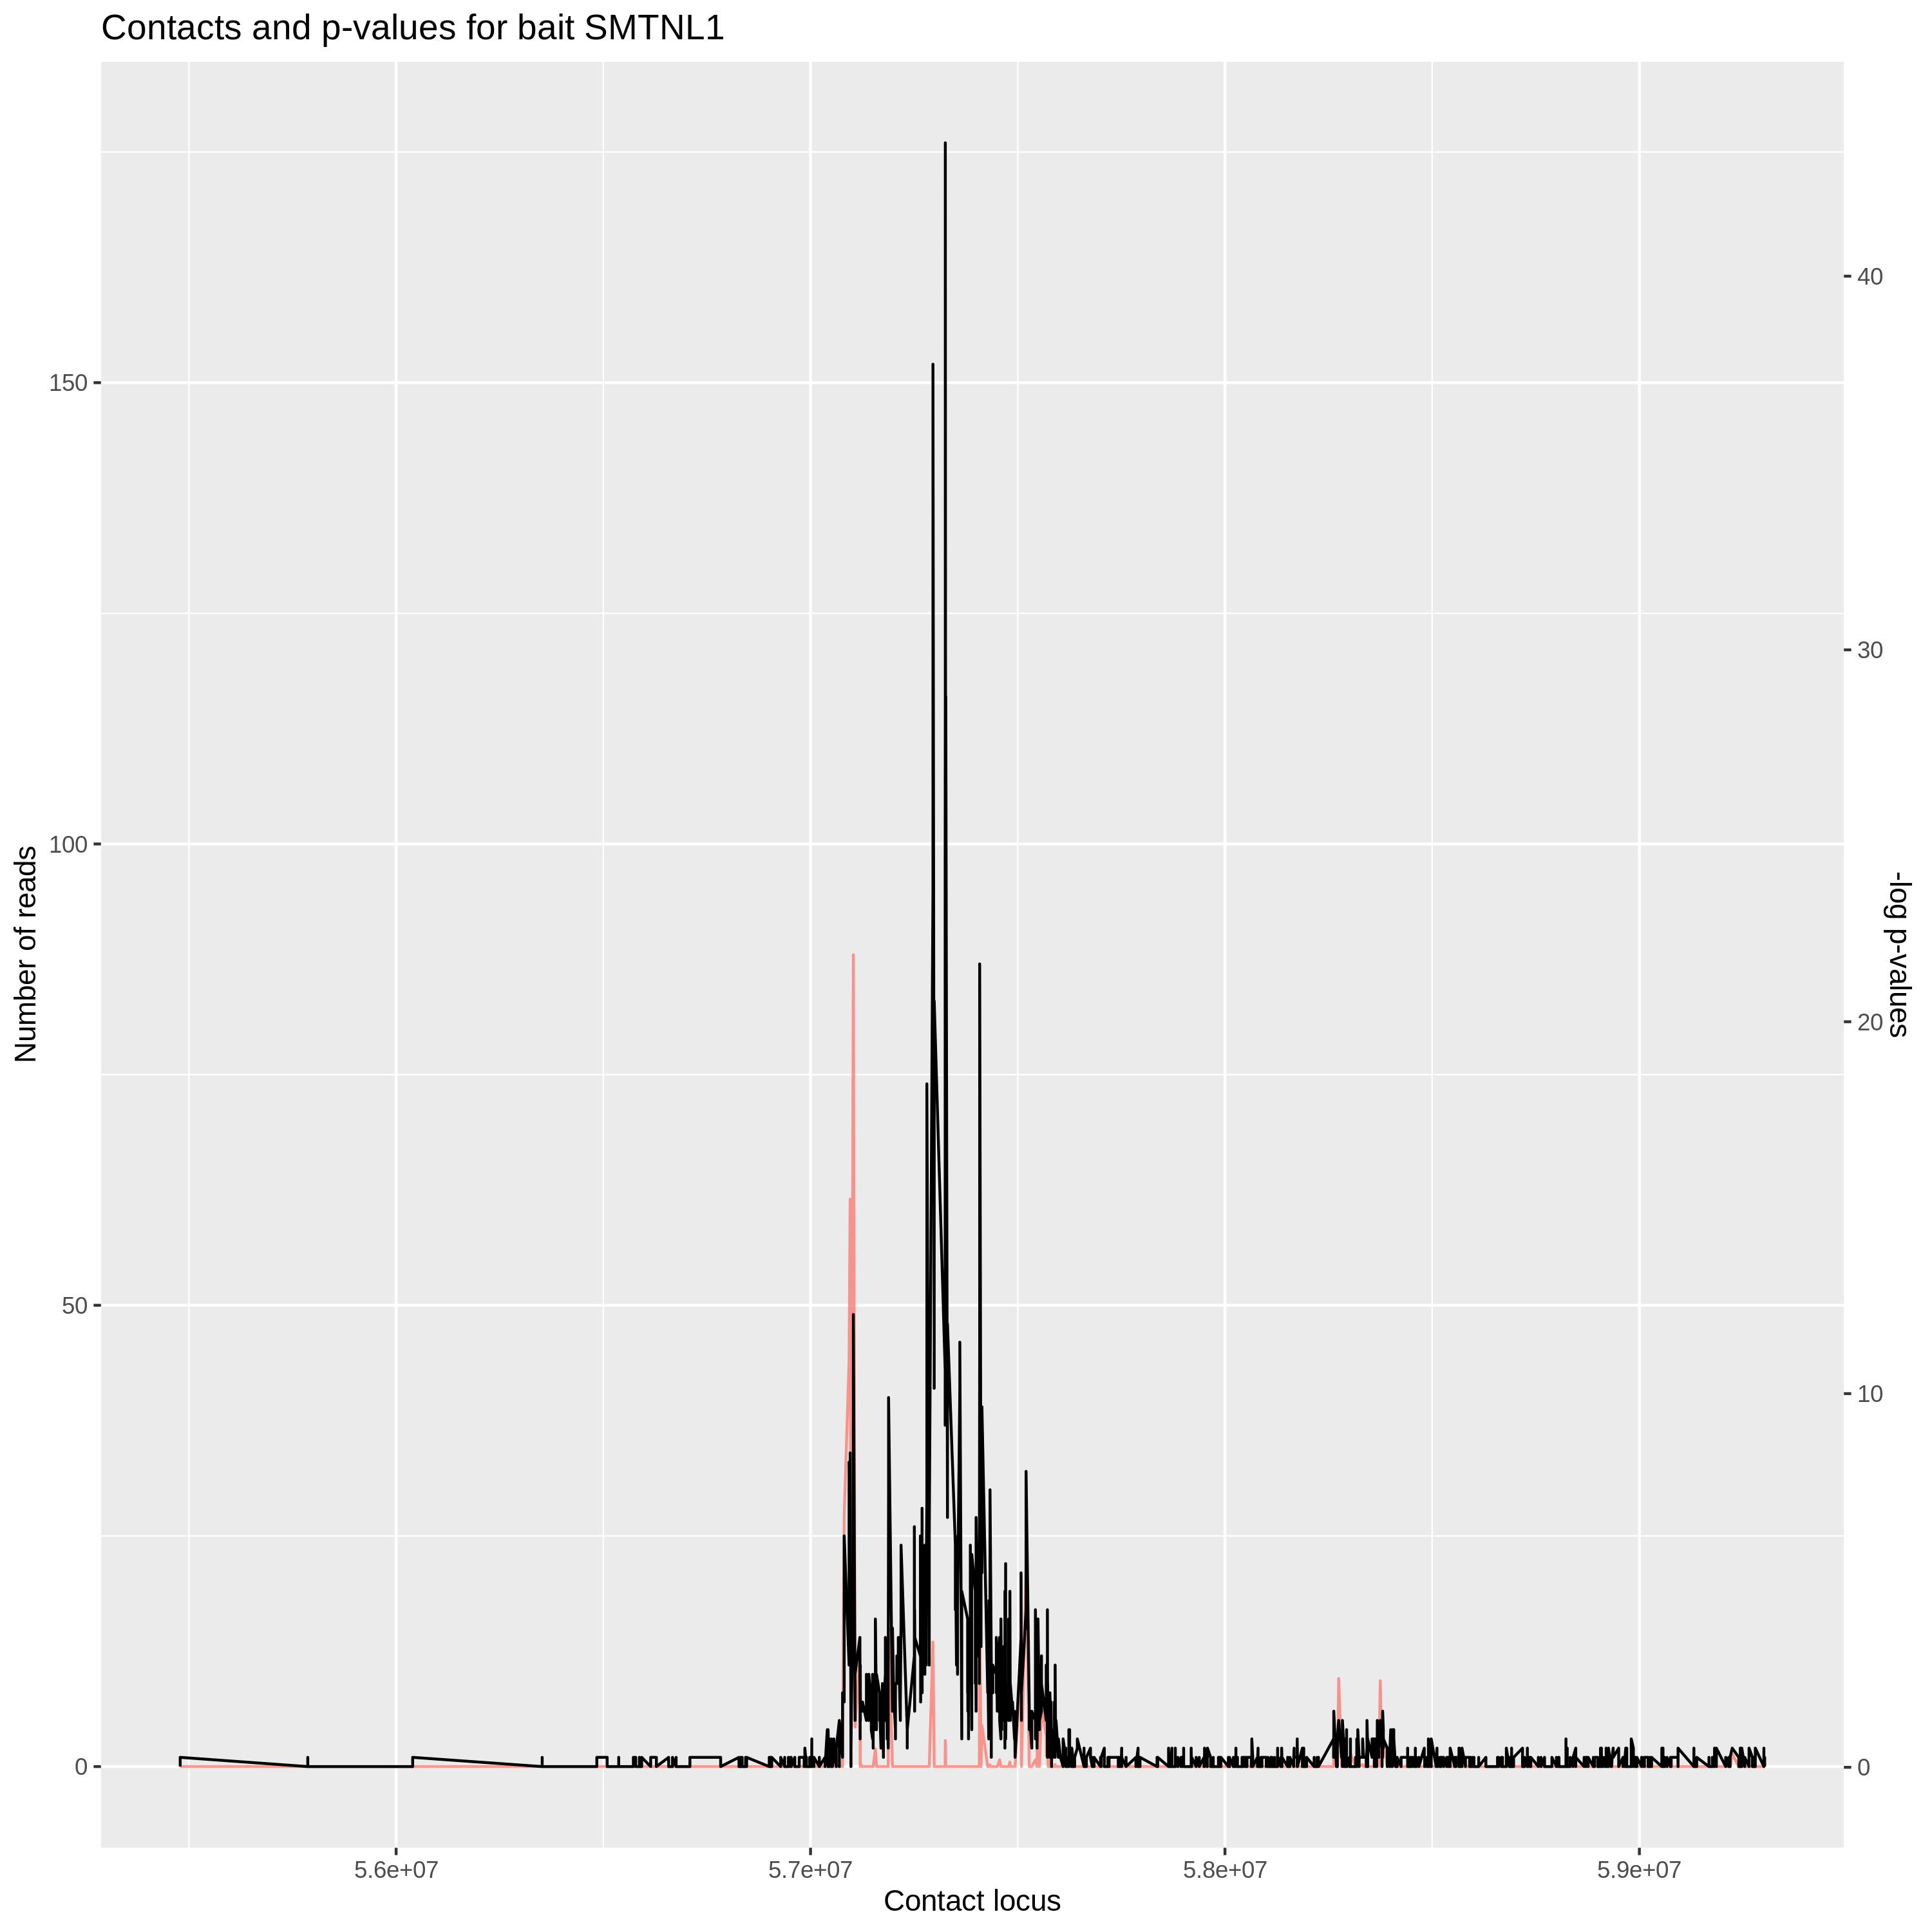 Contacts and p-values for bait SMTNL1
Number of reads
150
100
50
0
40
30
20
10
0
-log p-values
5.6e+07 5.7e+07 5.8e+07 5.9e+07
Contact locus